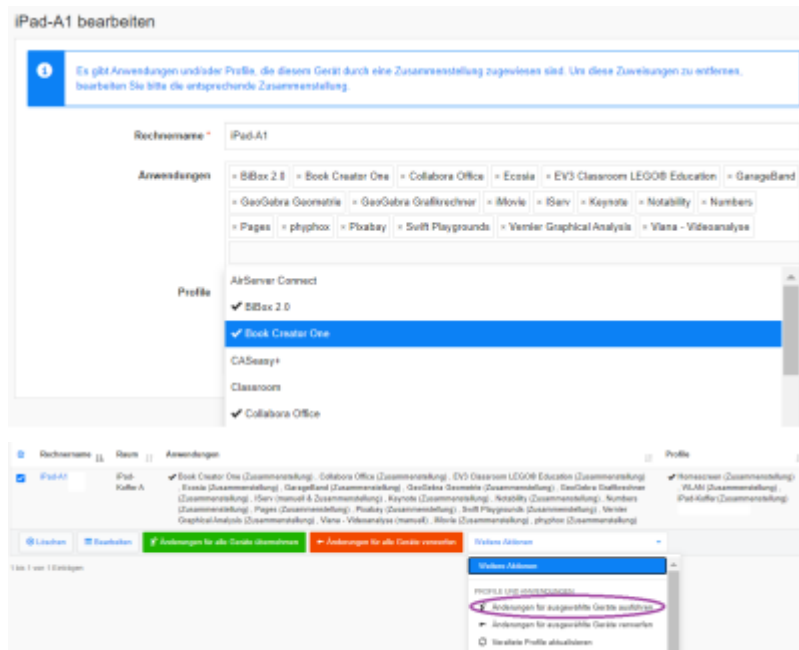 iPad-A1 bearbeiten
Es gibt Anwendungen und/oder Profile, die diesem Gerät durch eine Zusammenstellung zugewiesen sind. Um diese Zuweisungen zu entfernen,
bearbeiten Sie bitte die entsprechende Zusammenstellung.
Rechnername * iPad-A1
Anwendungen × BiBox 2.0 × Book Creator One × Collabora Office × Ecosia × EV3 Classroom LEGO® Education × GarageBand
× GeoGebra Geometrie × GeoGebra Grafikrechner × iMovie × IServ × Keynote × Notability × Numbers
× Pages × phyphox × Pixabay × Swift Playgrounds × Vernier Graphical Analysis × Viana - Videoanalyse
Profile
AirServer Connect
✔ BiBox 2.0
✔ Book Creator One
CASeasy+
Classroom
✔ Collabora Office
Rechnername Raum Anwendungen Profile
iPad-A1 iPad-Koffer A ✔ Book Creator One (Zusammenstellung) , Collabora Office (Zusammenstellung) , EV3 Classroom LEGO® Education (Zusammenstellung)
, Ecosia (Zusammenstellung) , GarageBand (Zusammenstellung) , GeoGebra Geometrie (Zusammenstellung) , GeoGebra Grafikrechner
(Zusammenstellung) , IServ (manuell & Zusammenstellung) , Keynote (Zusammenstellung) , Notability (Zusammenstellung) , Numbers
(Zusammenstellung) , Pages (Zusammenstellung) , Pixabay (Zusammenstellung) , Swift Playgrounds (Zusammenstellung) , Vernier
Graphical Analysis (Zusammenstellung) , Viana - Videoanalyse (manuell) , iMovie (Zusammenstellung) , phyphox (Zusammenstellung)
✔ Homescreen (Zusammenstellung)
, WLAN (Zusammenstellung) ,
iPad-Koffer (Zusammenstellung)
Löschen Bearbeiten Änderungen für alle Geräte übernehmen Änderungen für alle Geräte verwerfen Weitere Aktionen
1 bis 1 von 1 Einträgen
Weitere Aktionen
PROFILE UND ANWENDUNGEN
Änderungen für ausgewählte Geräte ausführen
Änderungen für ausgewählte Geräte verwerfen
Veraltete Profile aktualisieren